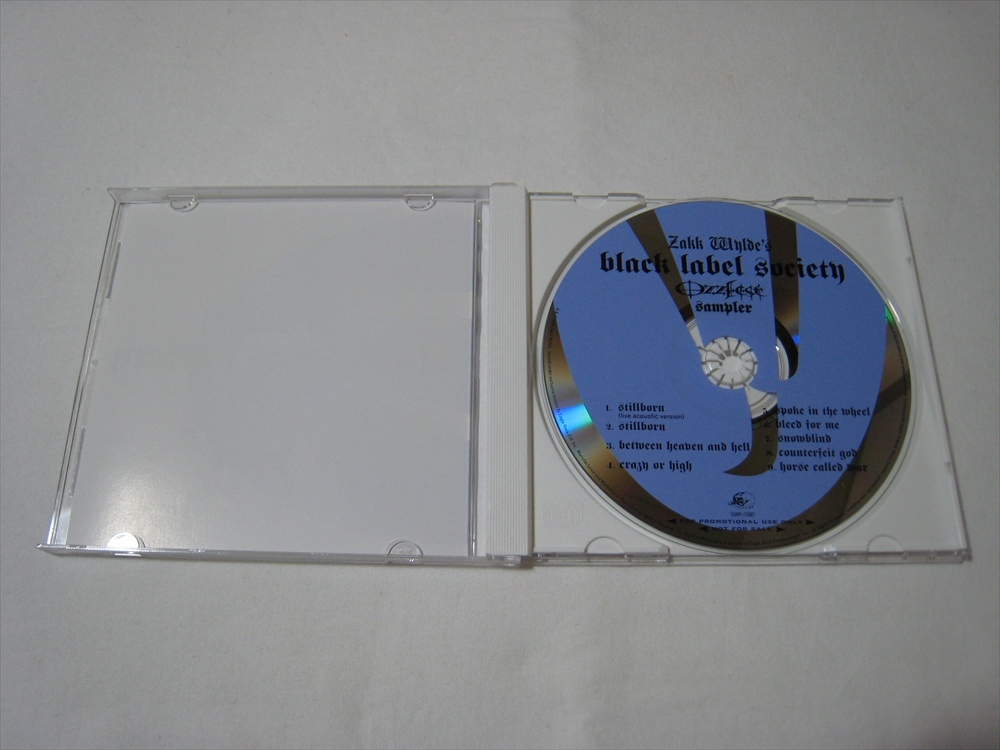 Zakk Wylde's
black label society
Ozzfest
sampler
1. stillborn
(live acoustic version)
2. stillborn
3. between heaven and hell
4. crazy or high
5. spoke in the wheel
6. bleed for me
7. snowblind
8. counterfeit god
9. horse called war
FOR PROMOTIONAL USE ONLY
NOT FOR SALE